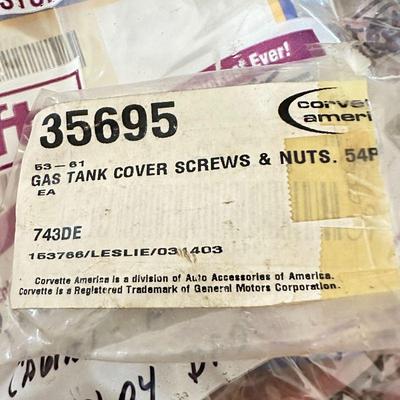 Ever!
35695
corvette
ameri
53-61
GAS TANK COVER SCREWS & NUTS. 54P
EA
743DE
153766/LESLIE/031403
Corvette America is a division of Auto Accessories of America.
Corvette is a Registered Trademark of General Motors Corporation.